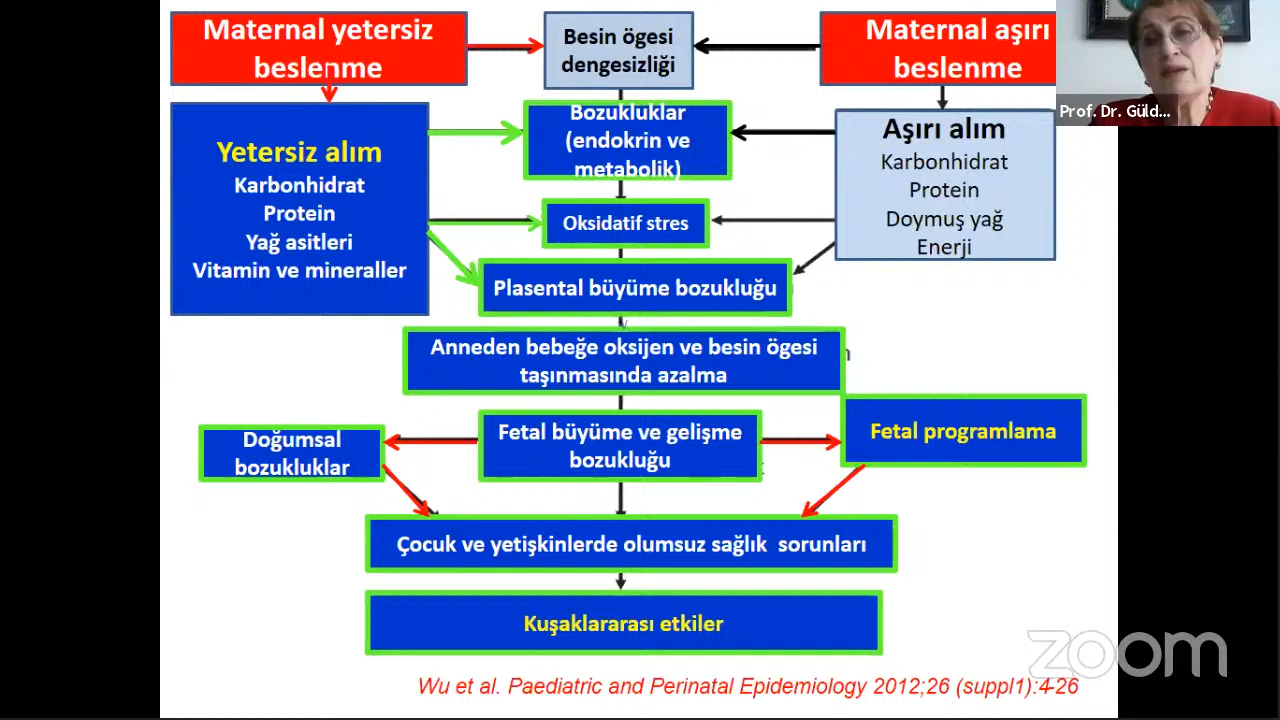 Maternal yetersiz
beslenme
Besin ögesi
dengesizliği
Maternal aşırı
beslenme
Prof. Dr. Güld...
Yetersiz alım
Karbonhidrat
Protein
Yağ asitleri
Vitamin ve mineraller
Bozukluklar
(endokrin ve
metabolik)
Aşırı alım
Karbonhidrat
Protein
Doymuş yağ
Enerji
Oksidatif stres
Plasental büyüme bozukluğu
Anneden bebeğe oksijen ve besin ögesi
taşınmasında azalma
Doğumsal
bozukluklar
Fetal büyüme ve gelişme
bozukluğu
Fetal programlama
Çocuk ve yetişkinlerde olumsuz sağlık sorunları
Kuşaklararası etkiler
zoom
Wu et al. Paediatric and Perinatal Epidemiology 2012;26 (suppl1):4-26